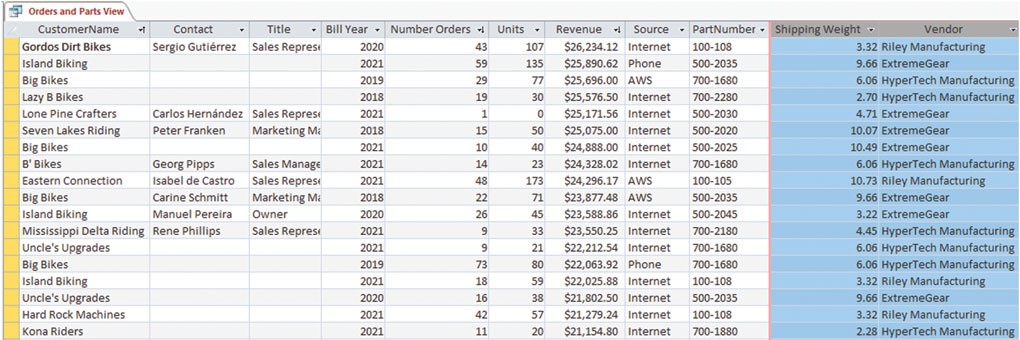 Orders and Parts View
CustomerName Contact Title Bill Year Number Orders Units Revenue Source PartNumber Shipping Weight Vendor
Gordos Dirt Bikes Sergio Gutiérrez Sales Represe 2020 43 107 $26,234.12 Internet 100-108 3.32 Riley Manufacturing
Island Biking 2021 59 135 $25,890.62 Phone 500-2035 9.66 ExtremeGear
Big Bikes 2019 29 77 $25,696.00 AWS 700-1680 6.06 HyperTech Manufacturing
Lazy B Bikes 2018 19 30 $25,576.50 Internet 700-2280 2.70 HyperTech Manufacturing
Lone Pine Crafters Carlos Hernández Sales Represe 2021 1 0 $25,171.56 Internet 500-2030 4.71 ExtremeGear
Seven Lakes Riding Peter Franken Marketing Ma 2018 15 50 $25,075.00 Internet 500-2020 10.07 ExtremeGear
Big Bikes 2021 10 40 $24,888.00 Internet 500-2025 10.49 ExtremeGear
B' Bikes Georg Pipps Sales Manage 2021 14 23 $24,328.02 Internet 700-1680 6.06 HyperTech Manufacturing
Eastern Connection Isabel de Castro Sales Represe 2021 48 173 $24,296.17 AWS 100-105 10.73 Riley Manufacturing
Big Bikes Carine Schmitt Marketing Ma 2018 22 71 $23,877.48 AWS 500-2035 9.66 ExtremeGear
Island Biking Manuel Pereira Owner 2020 26 45 $23,588.86 Internet 500-2045 3.22 ExtremeGear
Mississippi Delta Riding Rene Phillips Sales Represe 2021 9 33 $23,550.25 Internet 700-2180 4.45 HyperTech Manufacturing
Uncle's Upgrades 2021 9 21 $22,212.54 Internet 700-1680 6.06 HyperTech Manufacturing
Big Bikes 2019 73 80 $22,063.92 Phone 700-1680 6.06 HyperTech Manufacturing
Island Biking 2021 18 59 $22,025.88 Internet 100-108 3.32 Riley Manufacturing
Uncle's Upgrades 2020 16 38 $21,802.50 Internet 500-2035 9.66 ExtremeGear
Hard Rock Machines 2021 42 57 $21,279.24 Internet 100-108 3.32 Riley Manufacturing
Kona Riders 2021 11 20 $21,154.80 Internet 700-1880 2.28 HyperTech Manufacturing